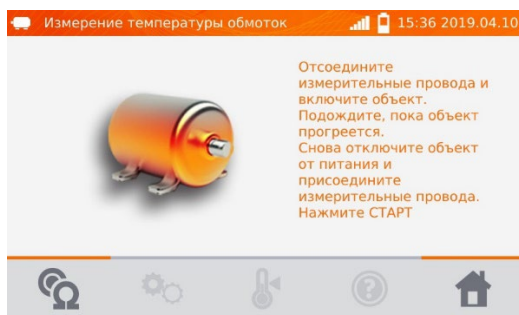 Измерение температуры обмоток
15:36 2019.04.10
Отсоедините
измерительные провода и
включите объект.
Подождите, пока объект
прогреется.
Снова отключите объект
от питания и
присоедините
измерительные провода.
Нажмите СТАРТ
Ω
?